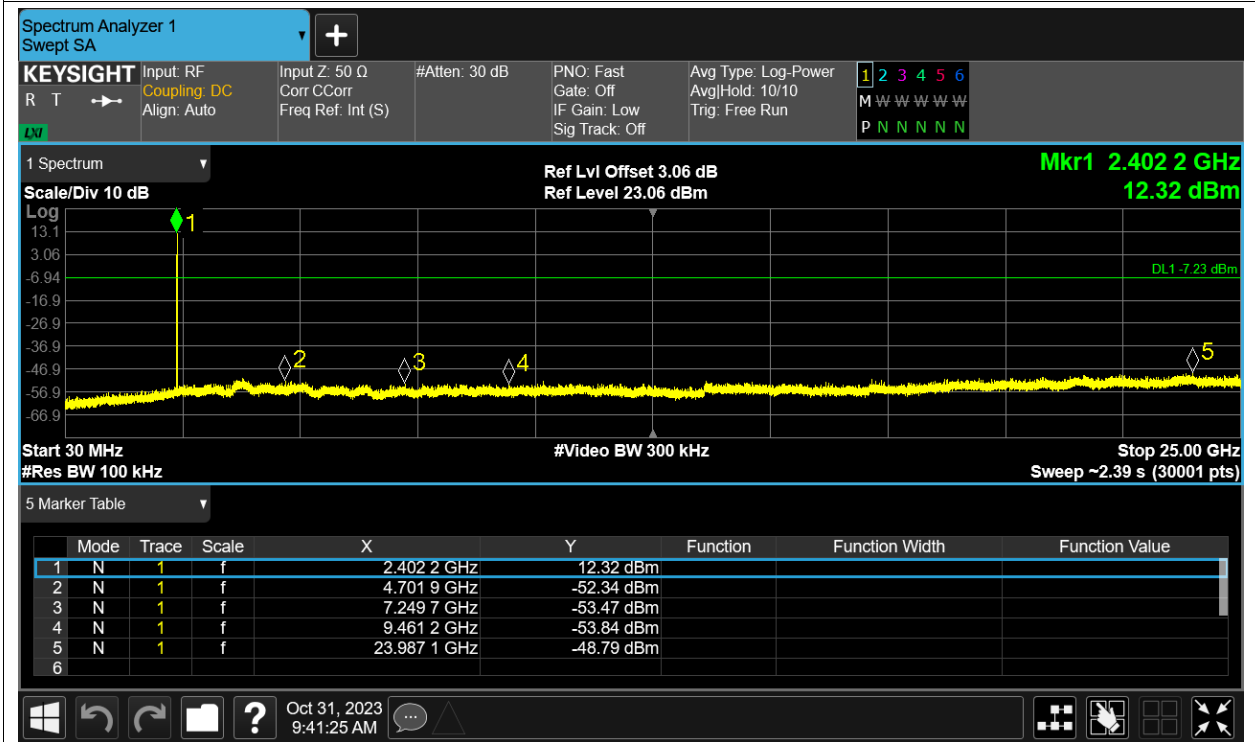 Spectrum Analyzer 1
Swept SA
+
KEYSIGHT Input: RF Input Z: 50 Ω #Atten: 30 dB PNO: Fast Avg Type: Log-Power 1 2 3 4 5 6
R T Coupling: DC Corr CCorr Gate: Off Avg|Hold: 10/10 M W W W W W
Align: Auto Freq Ref: Int (S) IF Gain: Low Trig: Free Run
LXI Sig Track: Off P N N N N N
1 Spectrum Ref Lvl Offset 3.06 dB Mkr1 2.402 2 GHz
Scale/Div 10 dB Ref Level 23.06 dBm 12.32 dBm
Log
1
13.1
3.06
-6.94 DL1 -7.23 dBm
-16.9
-26.9
-36.9
2 3 4 5
-46.9
-56.9
-66.9
Start 30 MHz #Video BW 300 kHz Stop 25.00 GHz
#Res BW 100 kHz Sweep ~2.39 s (30001 pts)
5 Marker Table
Mode Trace Scale X Y Function Function Width Function Value
1 N 1 f 2.402 2 GHz 12.32 dBm
2 N 1 f 4.701 9 GHz -52.34 dBm
3 N 1 f 7.249 7 GHz -53.47 dBm
4 N 1 f 9.461 2 GHz -53.84 dBm
5 N 1 f 23.987 1 GHz -48.79 dBm
6
? Oct 31, 2023
9:41:25 AM